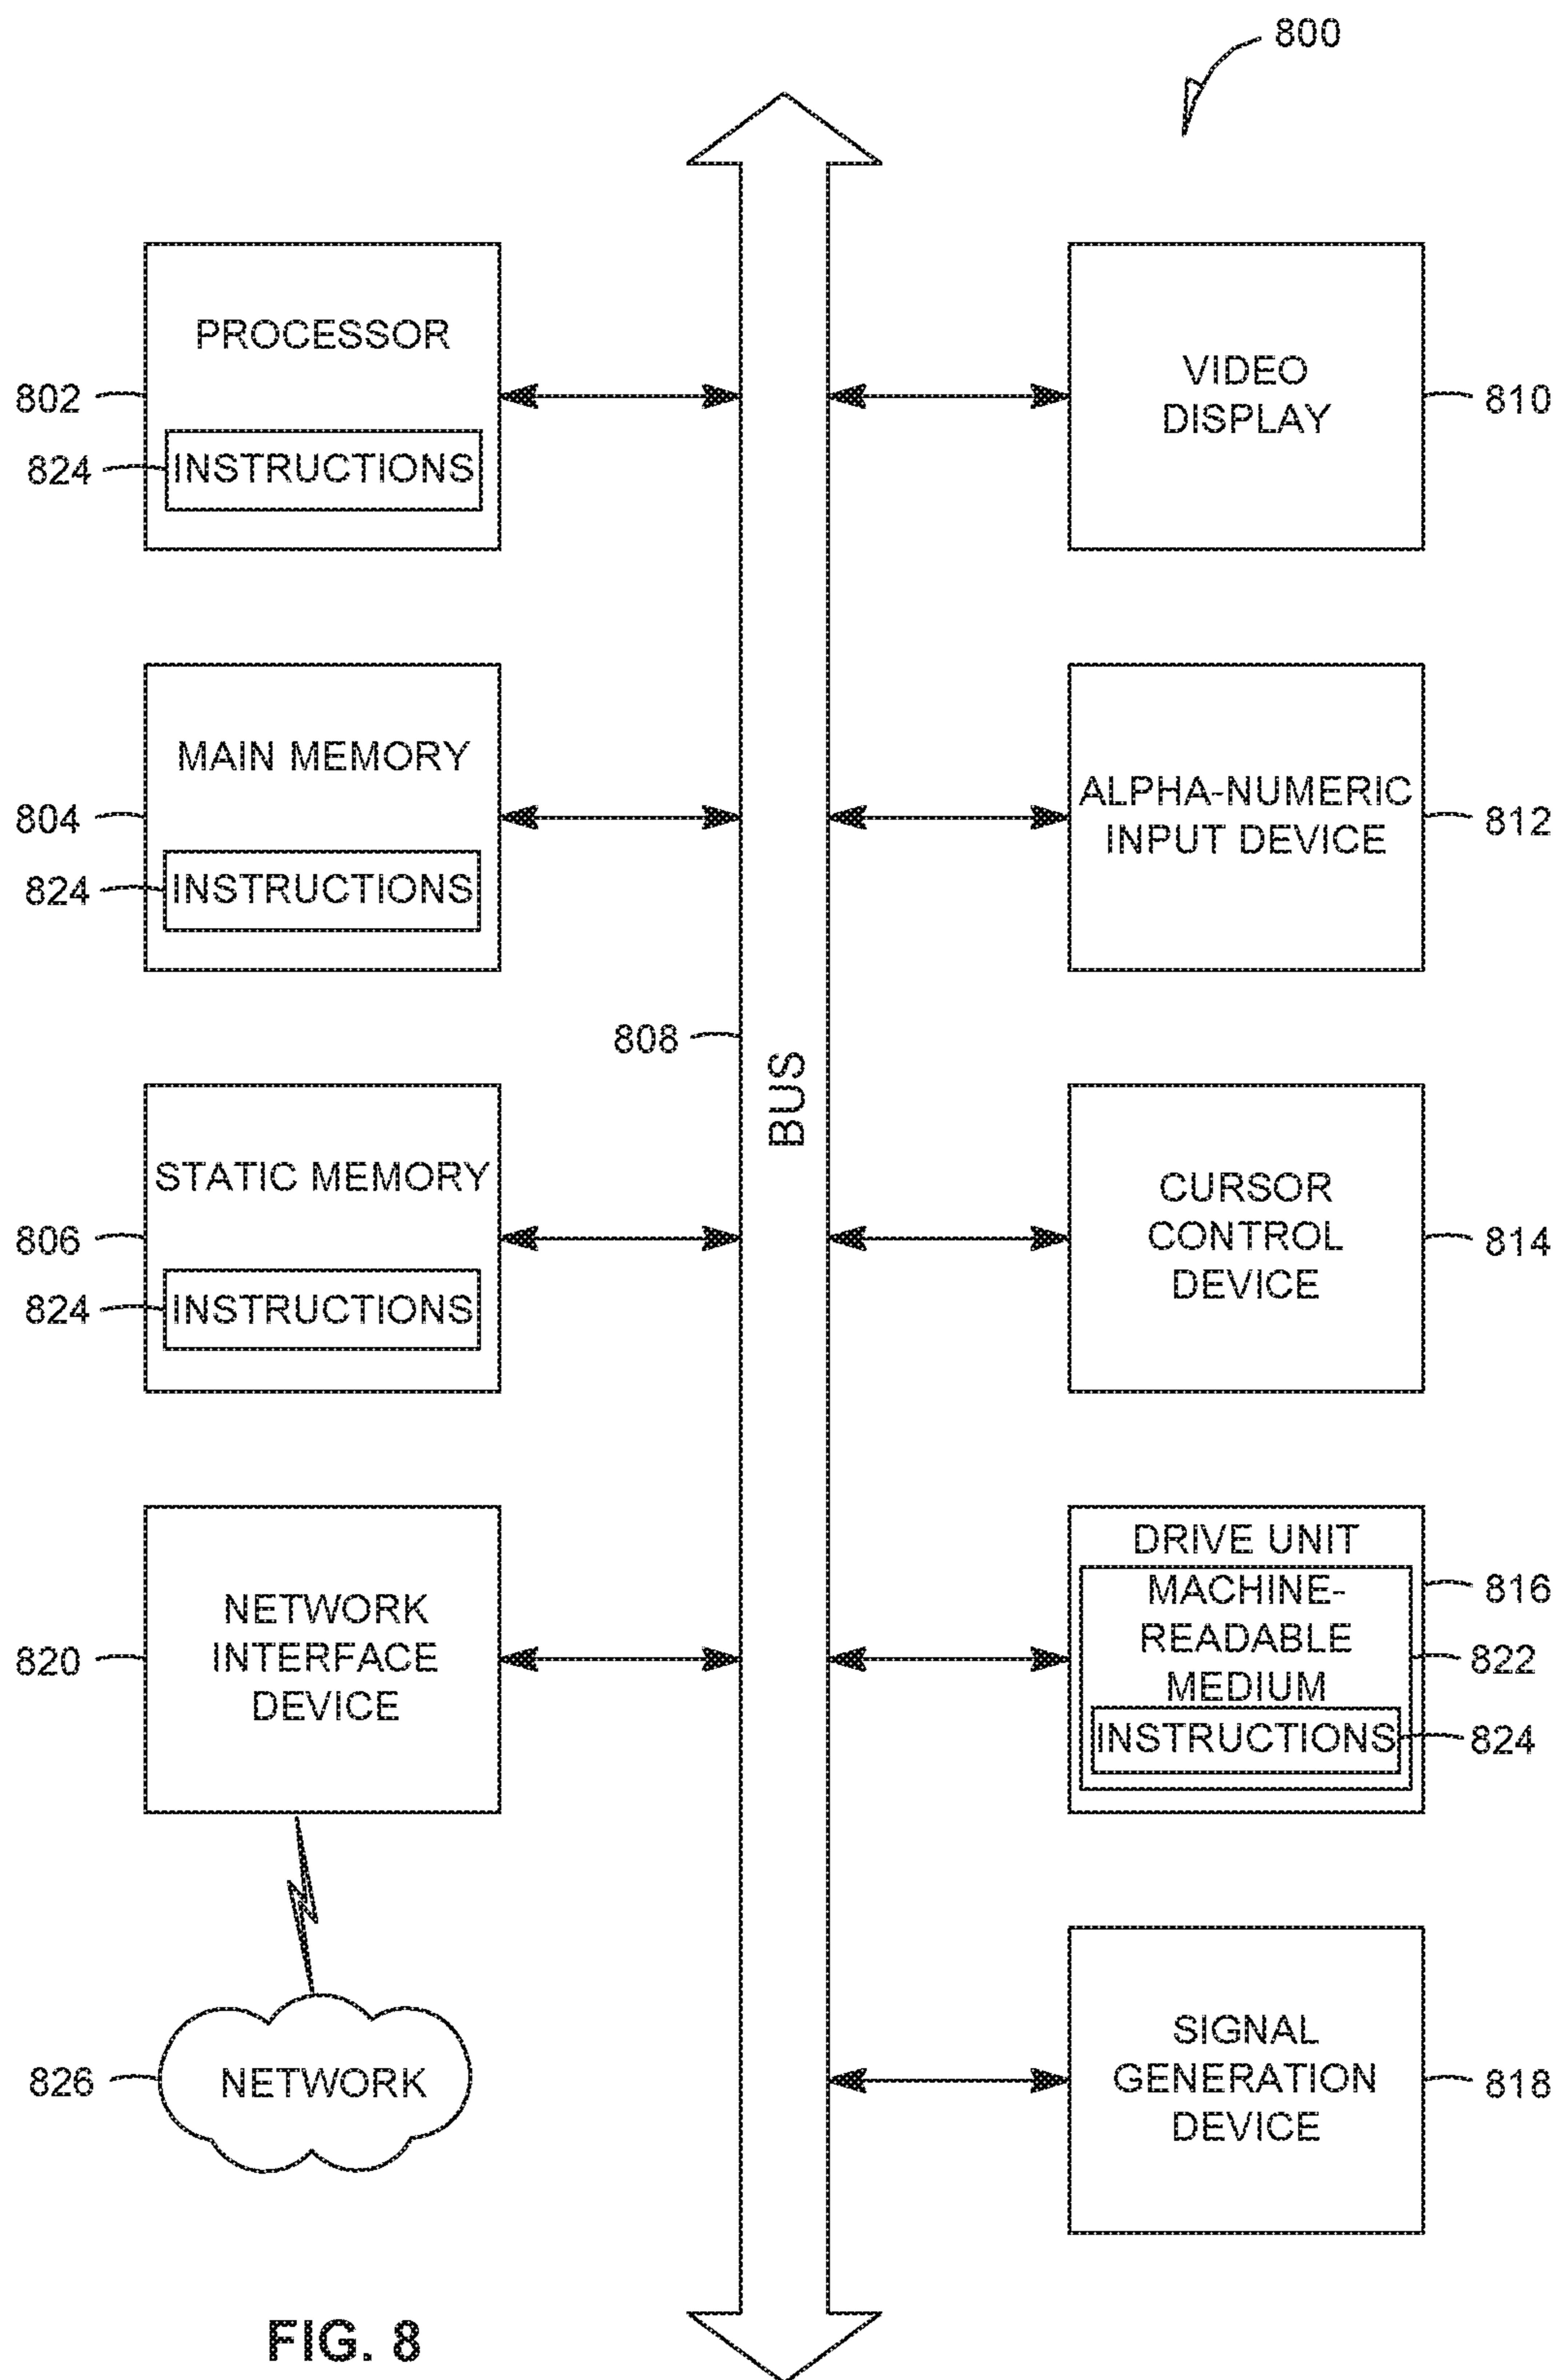 800
PROCESSOR
802
824
INSTRUCTIONS
VIDEO
DISPLAY
810
MAIN MEMORY
804
824
INSTRUCTIONS
ALPHA-NUMERIC
INPUT DEVICE
812
808
BUS
STATIC MEMORY
806
824
INSTRUCTIONS
CURSOR
CONTROL
DEVICE
814
NETWORK
INTERFACE
DEVICE
820
DRIVE UNIT
816
MACHINE-
READABLE
MEDIUM
822
INSTRUCTIONS
824
826
NETWORK
SIGNAL
GENERATION
DEVICE
818
FIG. 8